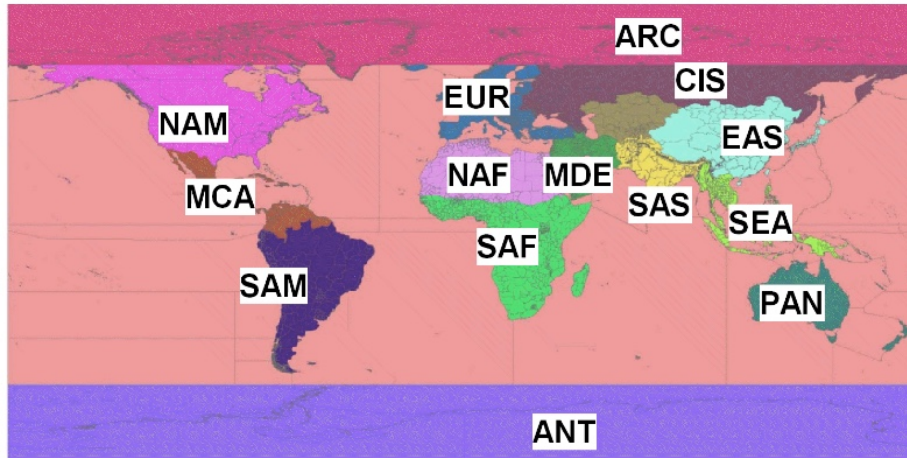 ARC
CIS
EUR
NAM
EAS
NAF
MDE
MCA
SAS
SEA
SAF
SAM
PAN
ANT